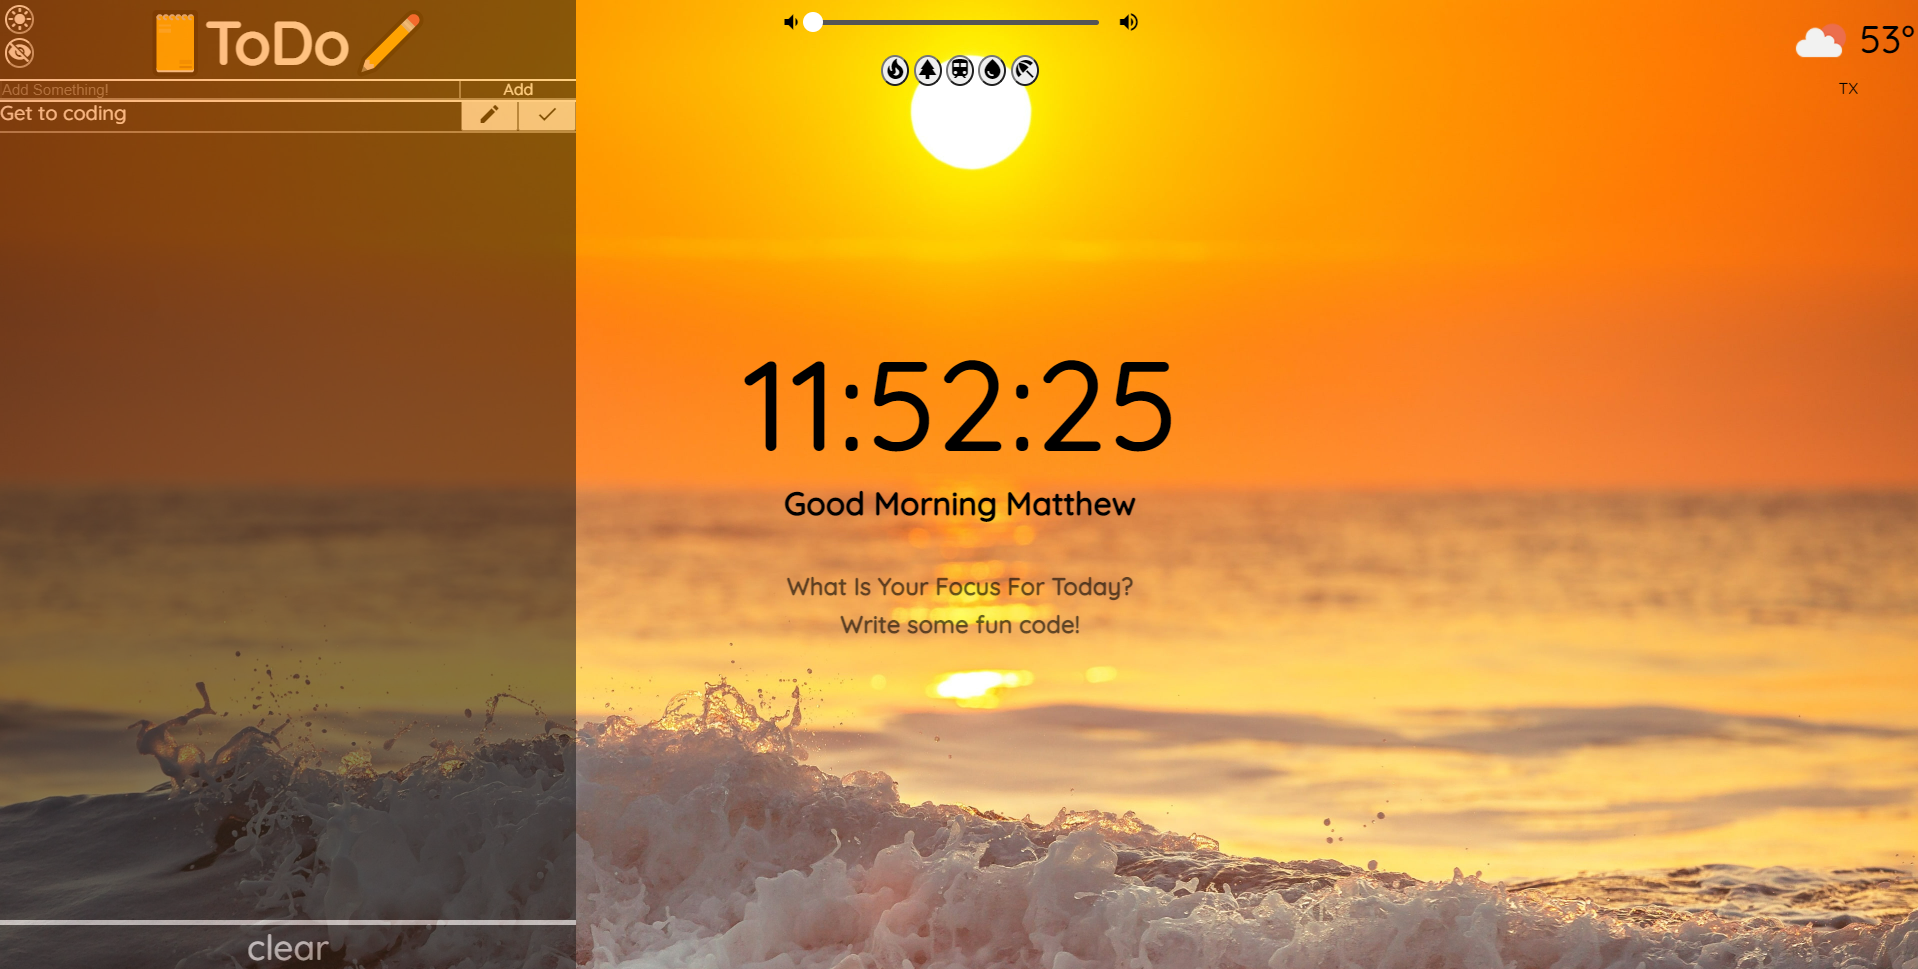 ToDo
Add Something!
Add
Get to coding
clear
11:52:25
Good Morning Matthew
What Is Your Focus For Today?
Write some fun code!
53°
TX